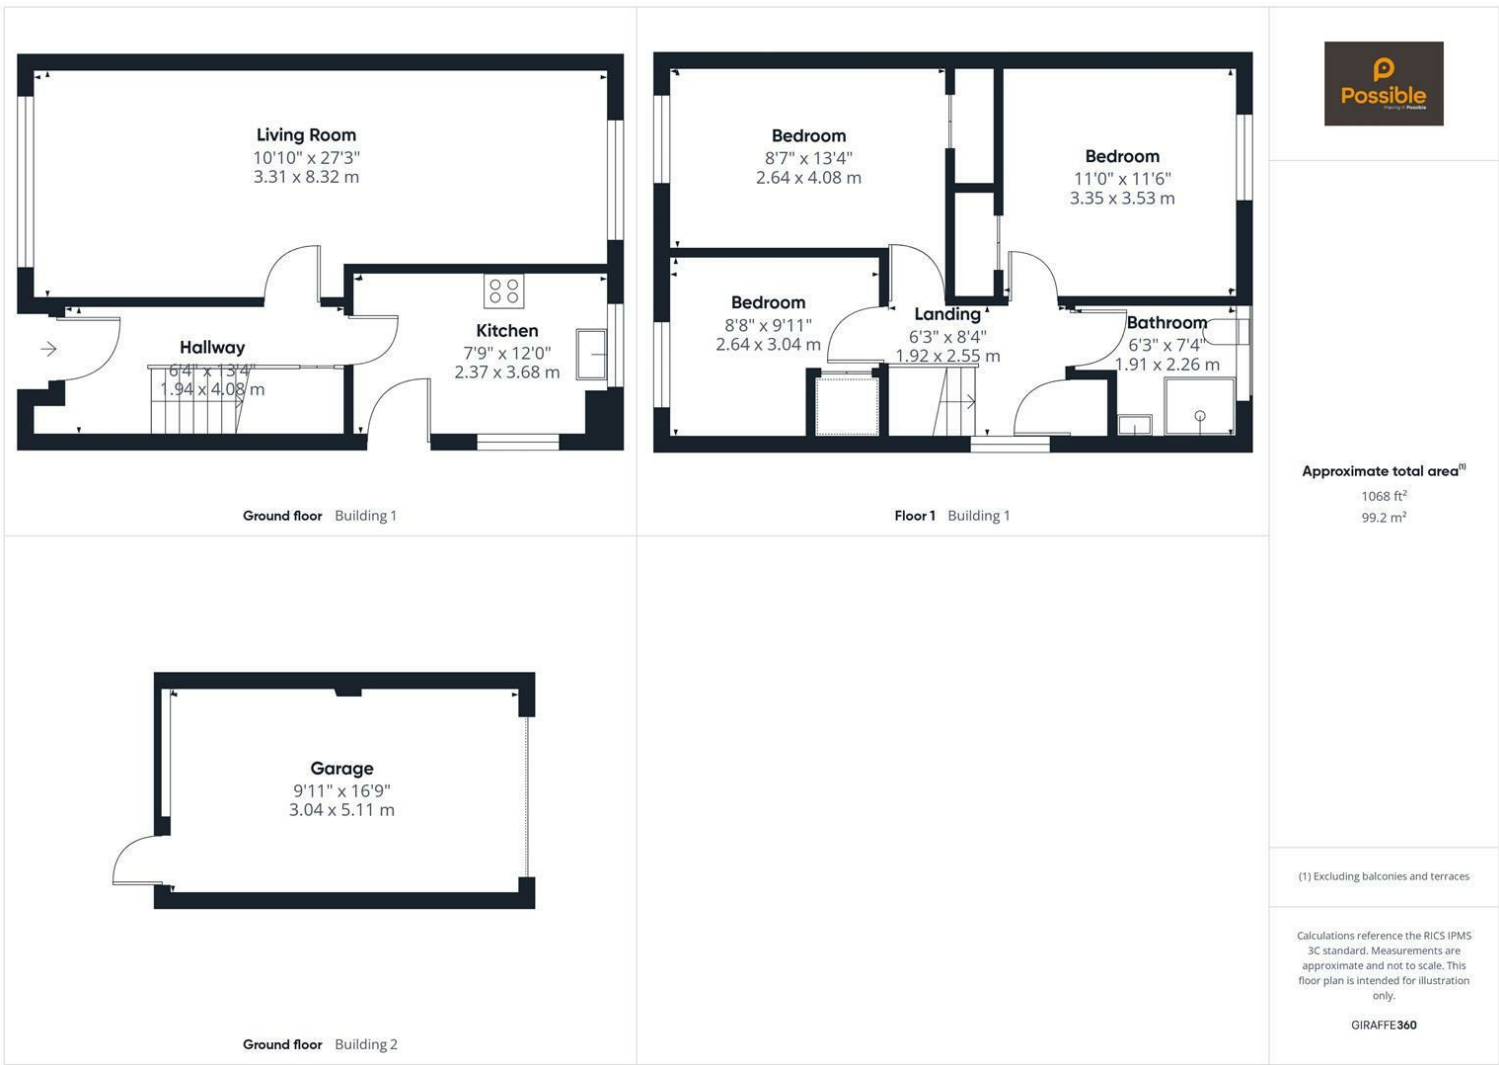 Living Room
10'10" x 27'3"
3.31 x 8.32 m
Hallway
6'4" x 13'4"
1.94 x 4.08 m
Kitchen
7'9" x 12'0"
2.37 x 3.68 m
Ground floor Building 1
Bedroom
8'7" x 13'4"
2.64 x 4.08 m
Bedroom
11'0" x 11'6"
3.35 x 3.53 m
Bedroom
8'8" x 9'11"
2.64 x 3.04 m
Landing
6'3" x 8'4"
1.92 x 2.55 m
Bathroom
6'3" x 7'4"
1.91 x 2.26 m
Floor 1 Building 1
Garage
9'11" x 16'9"
3.04 x 5.11 m
Ground floor Building 2
Possible
Approximate total area(1)
1068 ft²
99.2 m²
(1) Excluding balconies and terraces
Calculations reference the RICS IPMS
3C standard. Measurements are
approximate and not to scale. This
floor plan is intended for illustration
only.
GIRAFFE360